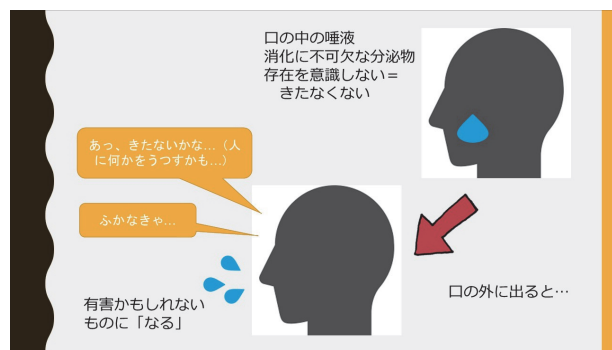 口の中の唾液
消化に不可欠な分泌物
存在を意識しない＝
きたなくない
あっ、きたないかな…（人
に何かをうつすかも…）
ふかなきゃ…
有害かもしれない
ものに「なる」
口の外に出ると…